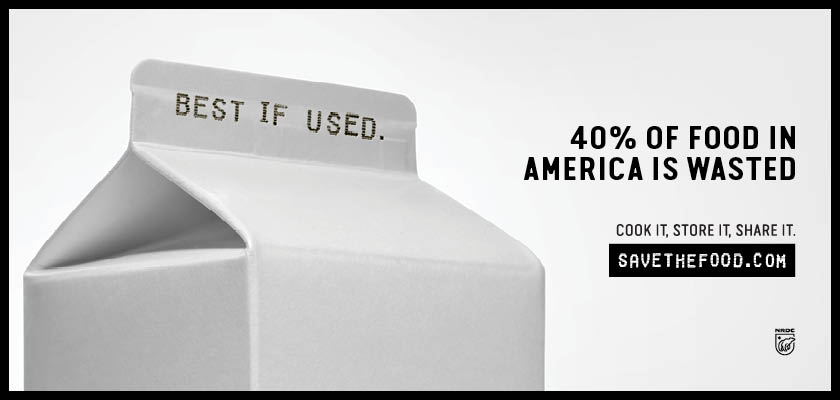 BEST IF USED.
40% OF FOOD IN
AMERICA IS WASTED
COOK IT, STORE IT, SHARE IT.
SAVETHEFOOD.COM
NRDC